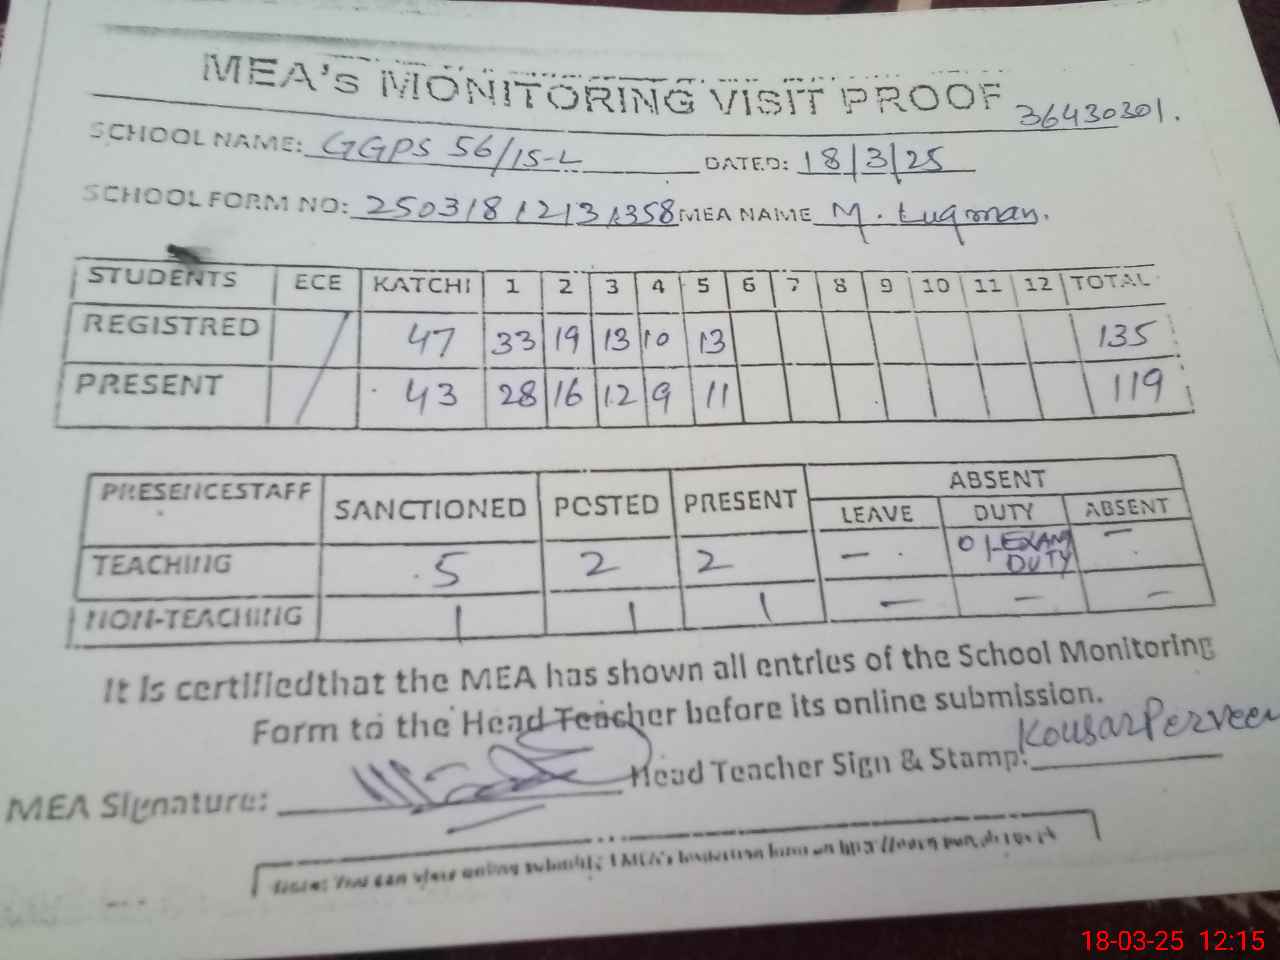 MEA's MONITORING VISIT PROOF
36430301.
SCHOOL NAME: GGPS 56/15-L DATED: 18/3/25
SCHOOL FORM NO: 25031812131358 MEA NAME M. Luqman.
STUDENTS ECE KATCHI 1 2 3 4 5 6 7 8 9 10 11 12 TOTAL
REGISTRED 47 33 19 13 10 13 135
PRESENT 43 28 16 12 9 11 119
PRESENCESTAFF SANCTIONED POSTED PRESENT ABSENT
LEAVE DUTY ABSENT
TEACHING 5 2 2 - 01-EXAM DUTY -
NON-TEACHING 1 1 1 - - -
It is certifiedthat the MEA has shown all entries of the School Monitoring
Form to the Head Teacher before its online submission.
MEA Signature: Head Teacher Sign & Stamp: Kousar Perveen
You can view online
18-03-25 12:15